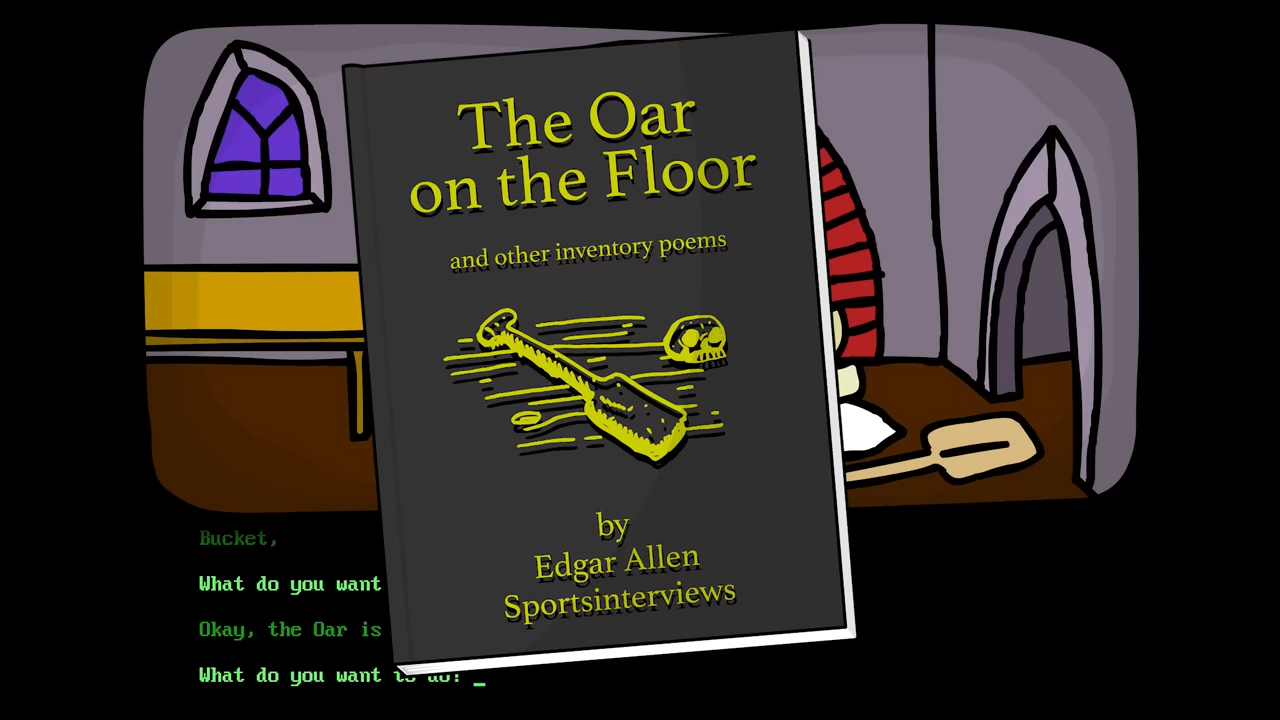 The Oar
on the Floor
and other inventory poems
by
Edgar Allen
Sportsinterviews
Bucket,
What do you want
Okay, the Oar is
What do you want